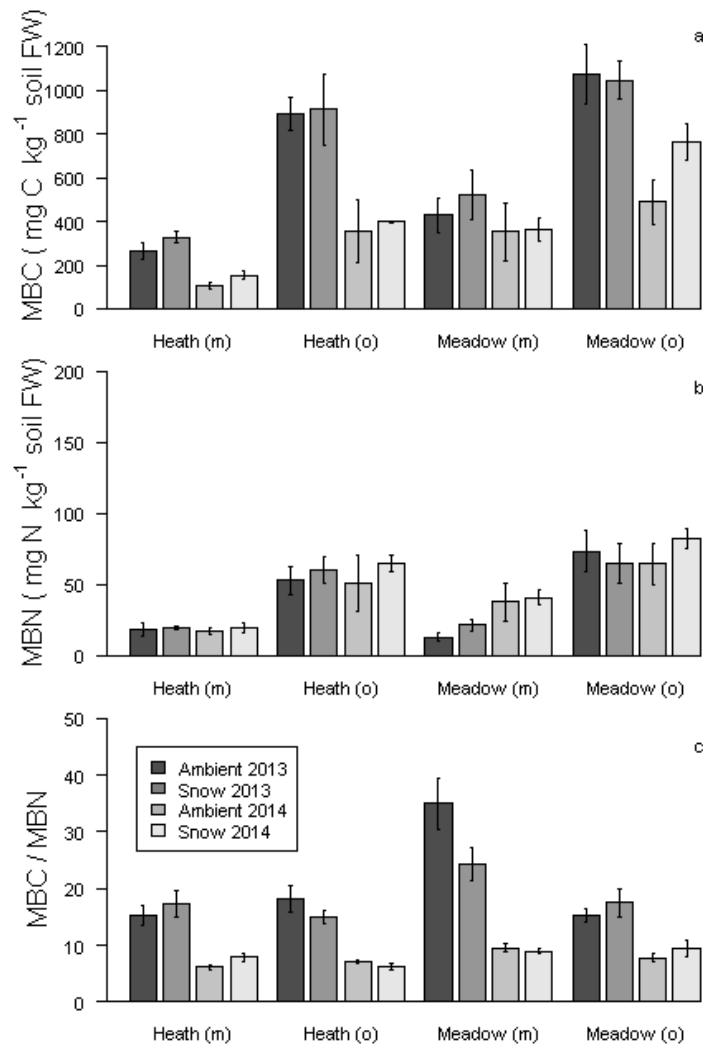 a
MBC ( mg C kg⁻¹ soil FW)
1200
1000
800
600
400
200
0
Heath (m) Heath (o) Meadow (m) Meadow (o)
b
MBN ( mg N kg⁻¹ soil FW)
200
150
100
50
0
Heath (m) Heath (o) Meadow (m) Meadow (o)
c
MBC / MBN
50
40
30
20
10
0
Ambient 2013
Snow 2013
Ambient 2014
Snow 2014
Heath (m) Heath (o) Meadow (m) Meadow (o)